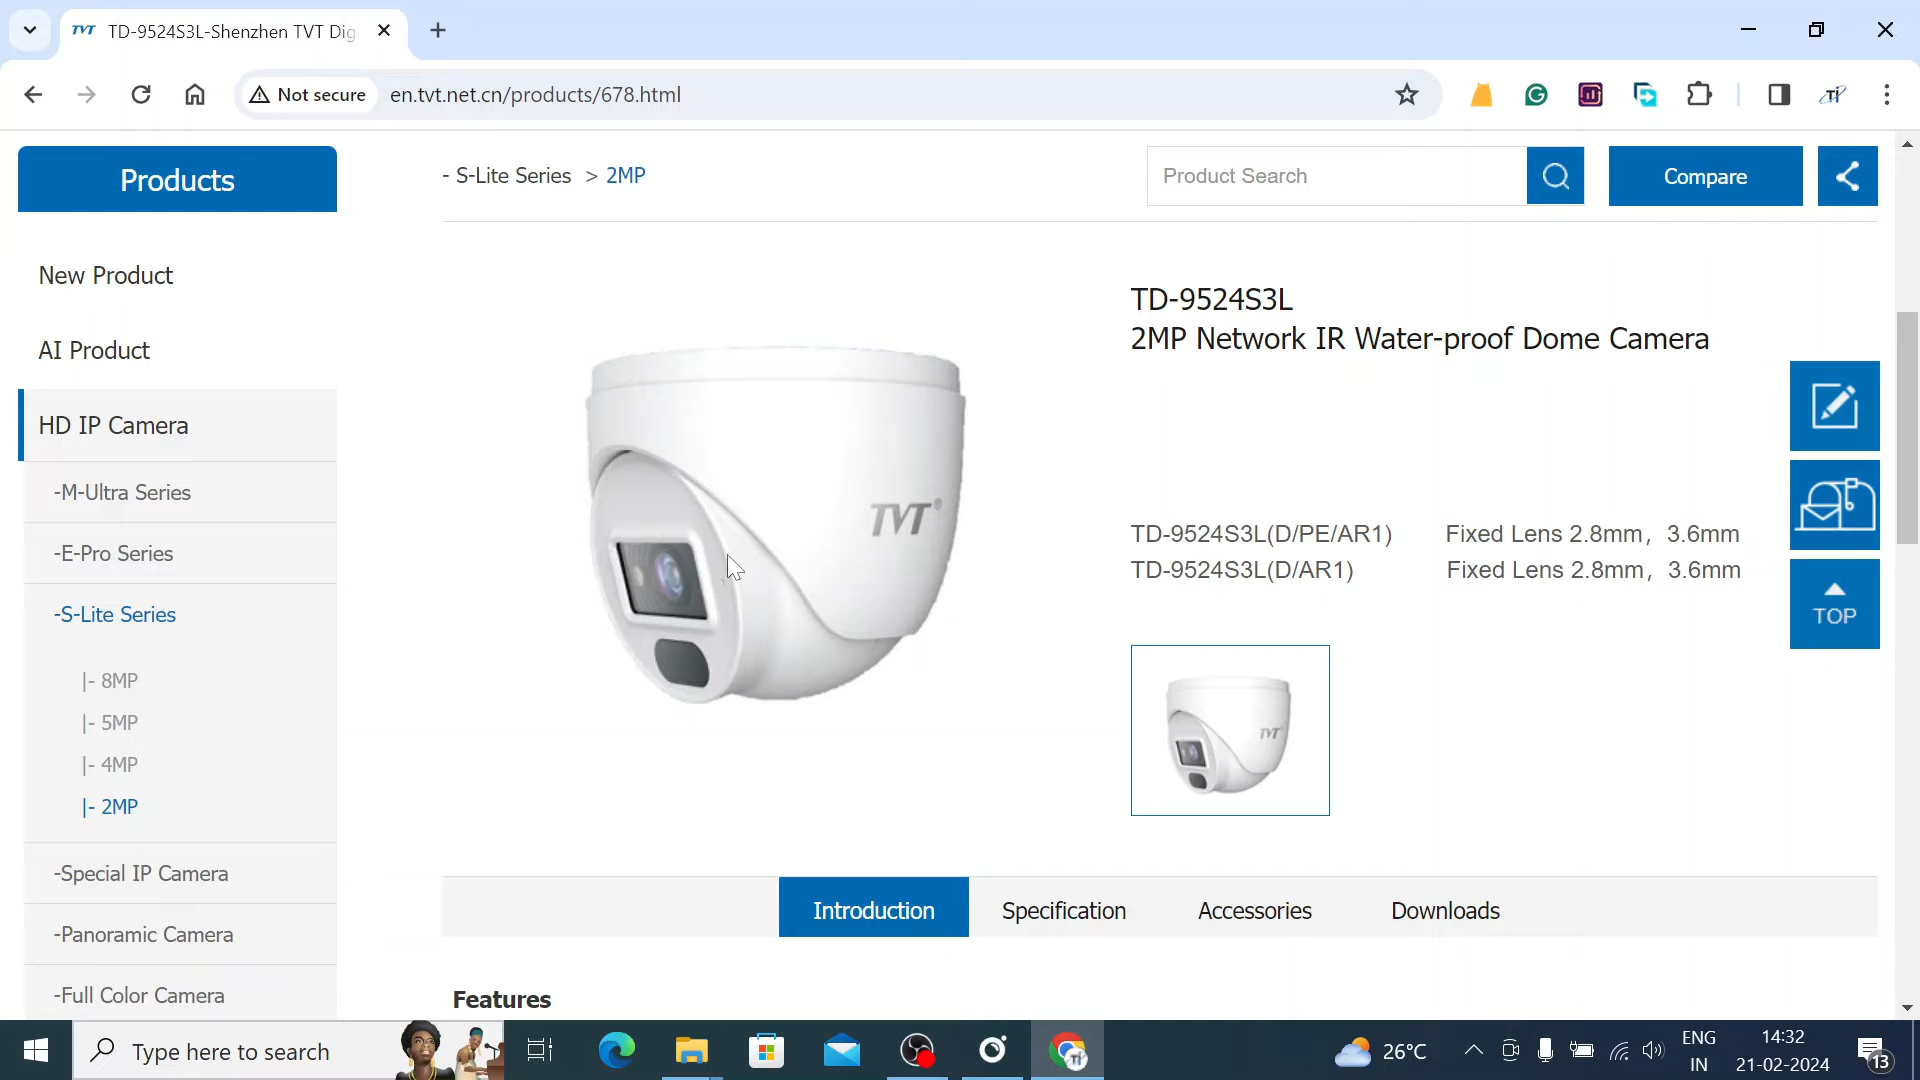 TVT TD-9524S3L-Shenzhen TVT Dig
Not secure en.tvt.net.cn/products/678.html
Products
- S-Lite Series > 2MP
Product Search
Compare
New Product
AI Product
HD IP Camera
-M-Ultra Series
-E-Pro Series
-S-Lite Series
|- 8MP
|- 5MP
|- 4MP
|- 2MP
-Special IP Camera
-Panoramic Camera
-Full Color Camera
TVT®
TD-9524S3L
2MP Network IR Water-proof Dome Camera
TD-9524S3L(D/PE/AR1) Fixed Lens 2.8mm，3.6mm
TD-9524S3L(D/AR1) Fixed Lens 2.8mm，3.6mm
TVT
TOP
Introduction Specification Accessories Downloads
Features
Type here to search
26°C
ENG
IN
14:32
21-02-2024
13